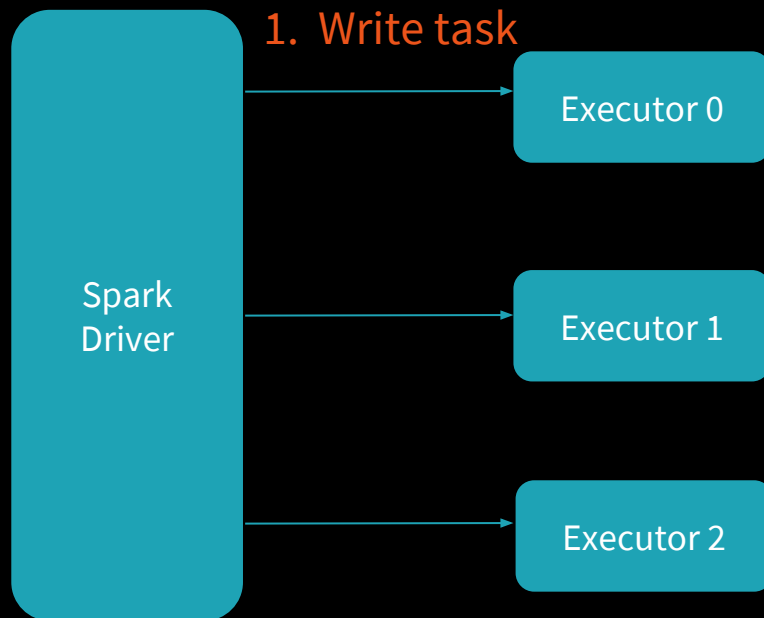 1. Write task
Executor 0
Spark
Driver
Executor 1
Executor 2